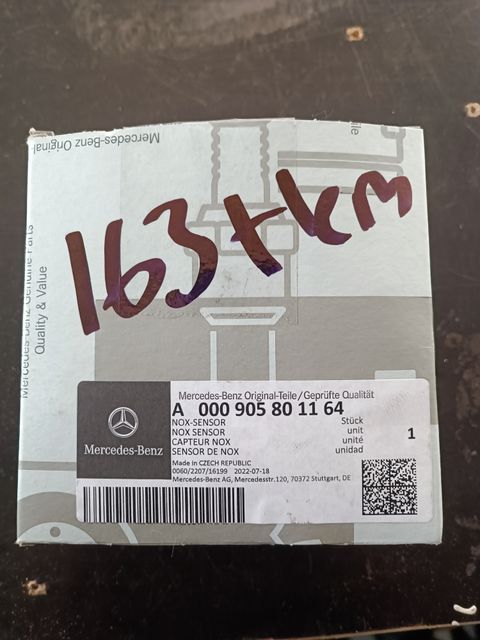 Mercedes-Benz Original
ile
Mercedes-Benz Genuine Parts
Quality & Value
163tkm
Mercedes-Benz Original-Teile/Geprüfte Qualität
A 000 905 80 11 64
NOX-SENSOR Stück
NOX SENSOR unit
CAPTEUR NOX unité
SENSOR DE NOX unidad
1
Mercedes-Benz
Made in CZECH REPUBLIC
0060/2207/16199 2022-07-18
Mercedes-Benz AG, Mercedesstr.120, 70372 Stuttgart, DE